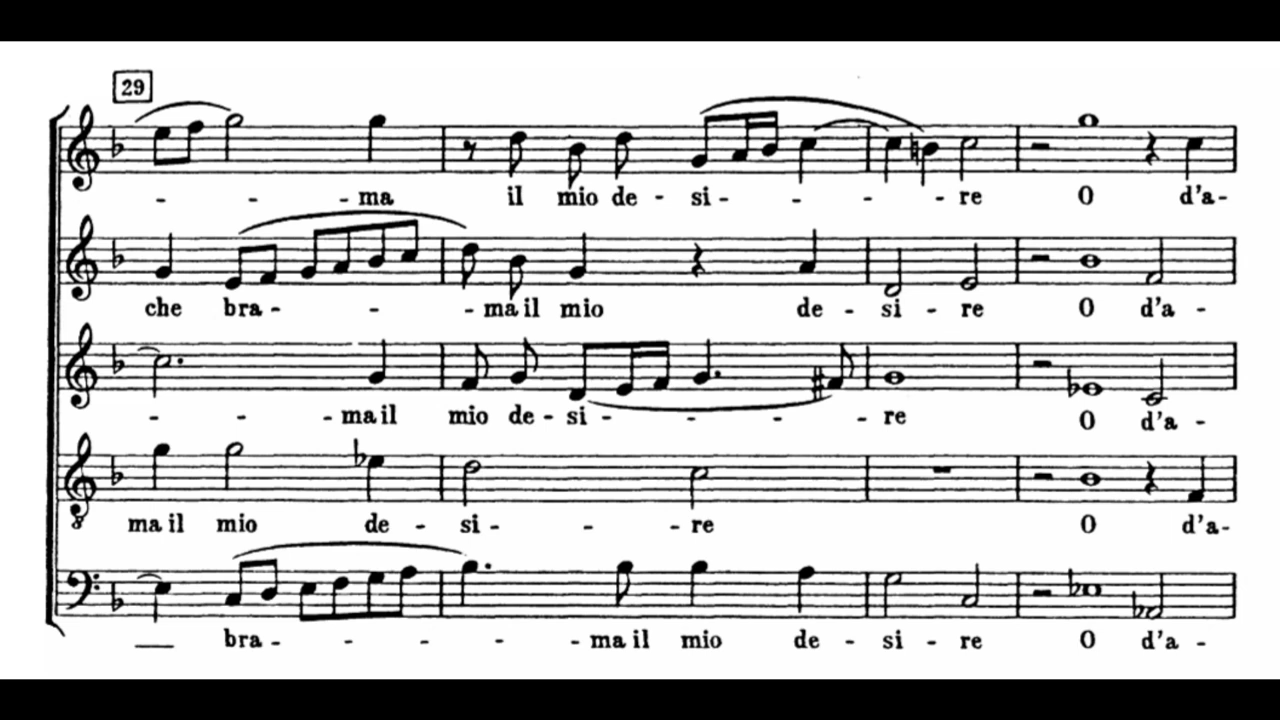 29
- - - ma il mio de - si - - - - re O d'a-
che bra - - - ma il mio de - si - re O d'a -
- - - ma il mio de - si - - - - re O d'a -
8
ma il mio de - si - - re O d'a-
bra - - - - - ma il mio de - si - re O d'a -